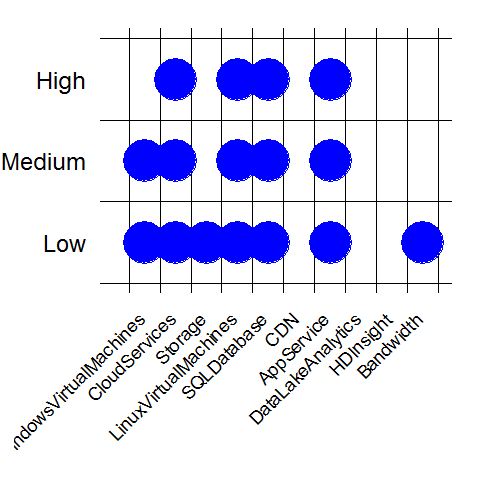 High
Medium
Low
ndowsVirtualMachines
CloudServices
Storage
LinuxVirtualMachines
SQLDatabase
CDN
AppService
DataLakeAnalytics
HDInsight
Bandwidth